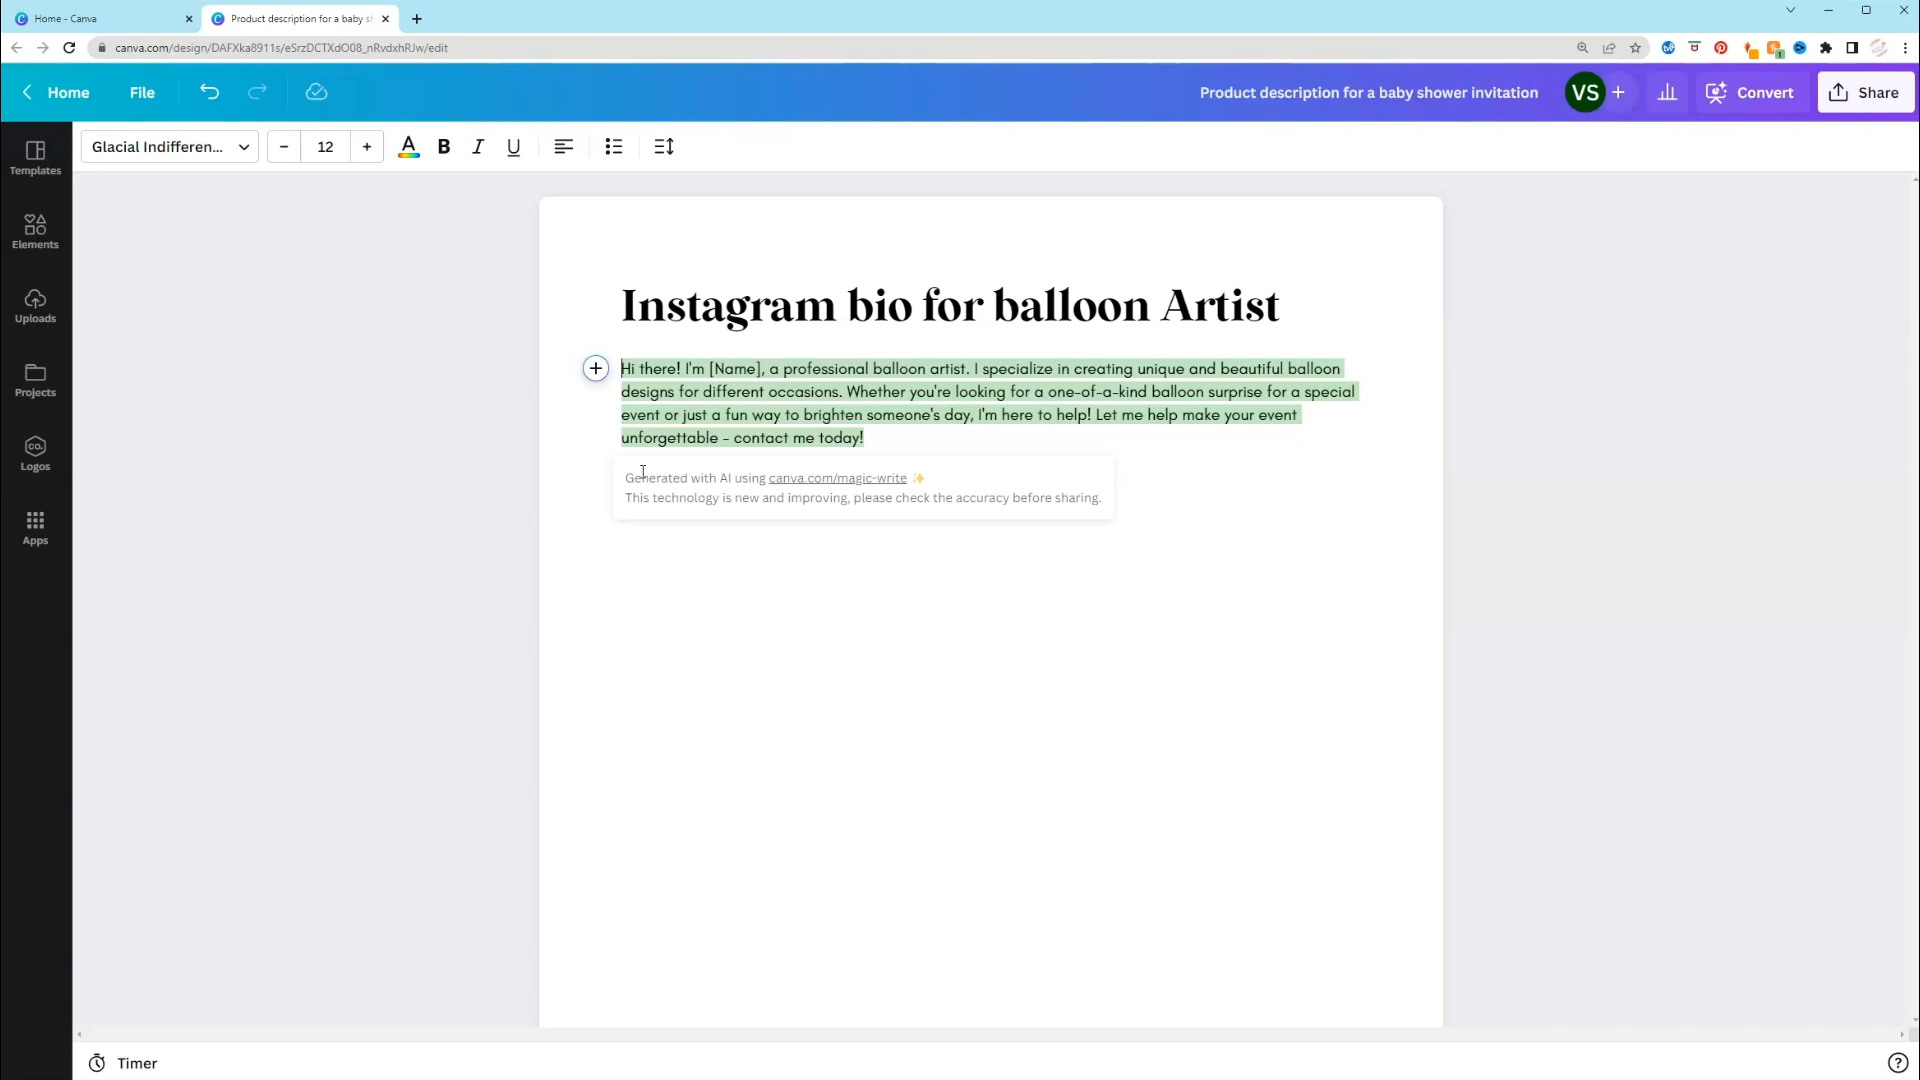 Home - Canva
Product description for a baby sh
canva.com/design/DAFXka8911s/eSrzDCTXdO08_nRvdxhRJw/edit
Home
File
Product description for a baby shower invitation
VS
Convert
Share
Templates
Elements
Uploads
Projects
CO.
Logos
Apps
Glacial Indifferen...
12
A
B
I
U
Instagram bio for balloon Artist
Hi there! I'm [Name], a professional balloon artist. I specialize in creating unique and beautiful balloon
designs for different occasions. Whether you're looking for a one-of-a-kind balloon surprise for a special
event or just a fun way to brighten someone's day, I'm here to help! Let me help make your event
unforgettable - contact me today!
Generated with AI using canva.com/magic-write ✨
This technology is new and improving, please check the accuracy before sharing.
Timer